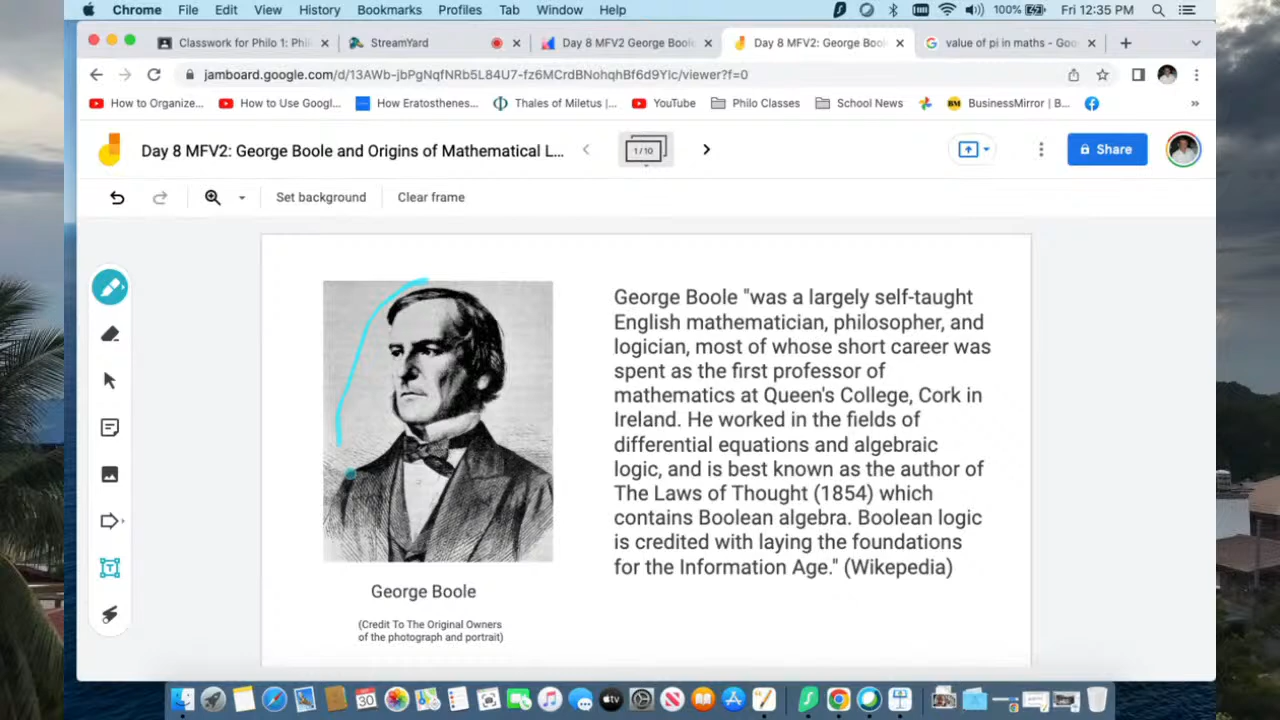 Chrome File Edit View History Bookmarks Profiles Tab Window Help 100% Fri 12:35 PM
Classwork for Philo 1: Phil StreamYard Day 8 MFV2 George Boole Day 8 MFV2: George Boole value of pi in maths - Goo
jamboard.google.com/d/13AWb-jbPgNqfNRb5L84U7-fz6MCrdBNohqhBf6d9YIc/viewer?f=0
How to Organize... How to Use Googl... How Eratosthenes... Thales of Miletus |... YouTube Philo Classes School News BM BusinessMirror | B... »
Day 8 MFV2: George Boole and Origins of Mathematical L... 1/10 Share
Set background Clear frame
George Boole "was a largely self-taught
English mathematician, philosopher, and
logician, most of whose short career was
spent as the first professor of
mathematics at Queen's College, Cork in
Ireland. He worked in the fields of
differential equations and algebraic
logic, and is best known as the author of
The Laws of Thought (1854) which
contains Boolean algebra. Boolean logic
is credited with laying the foundations
for the Information Age." (Wikepedia)
George Boole
(Credit To The Original Owners
of the photograph and portrait)
30